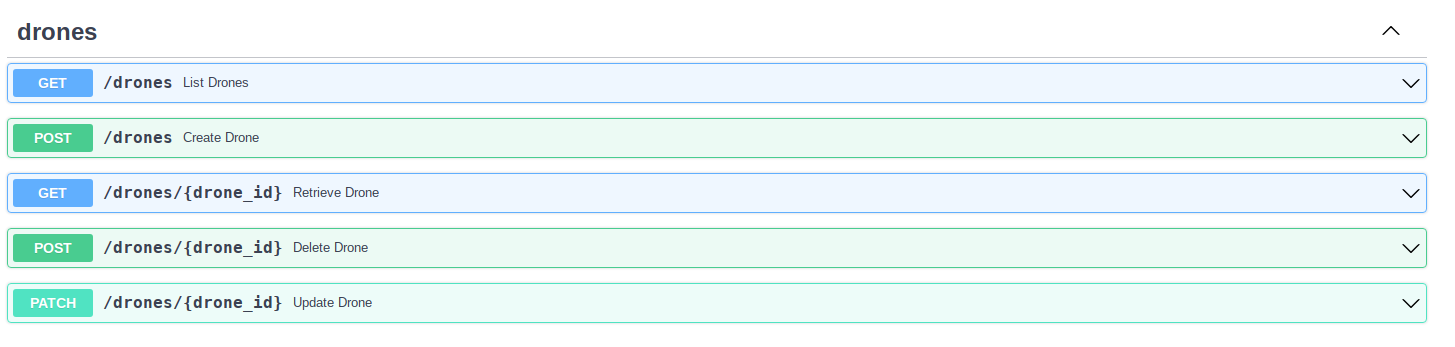 drones
GET /drones List Drones
POST /drones Create Drone
GET /drones/{drone_id} Retrieve Drone
POST /drones/{drone_id} Delete Drone
PATCH /drones/{drone_id} Update Drone